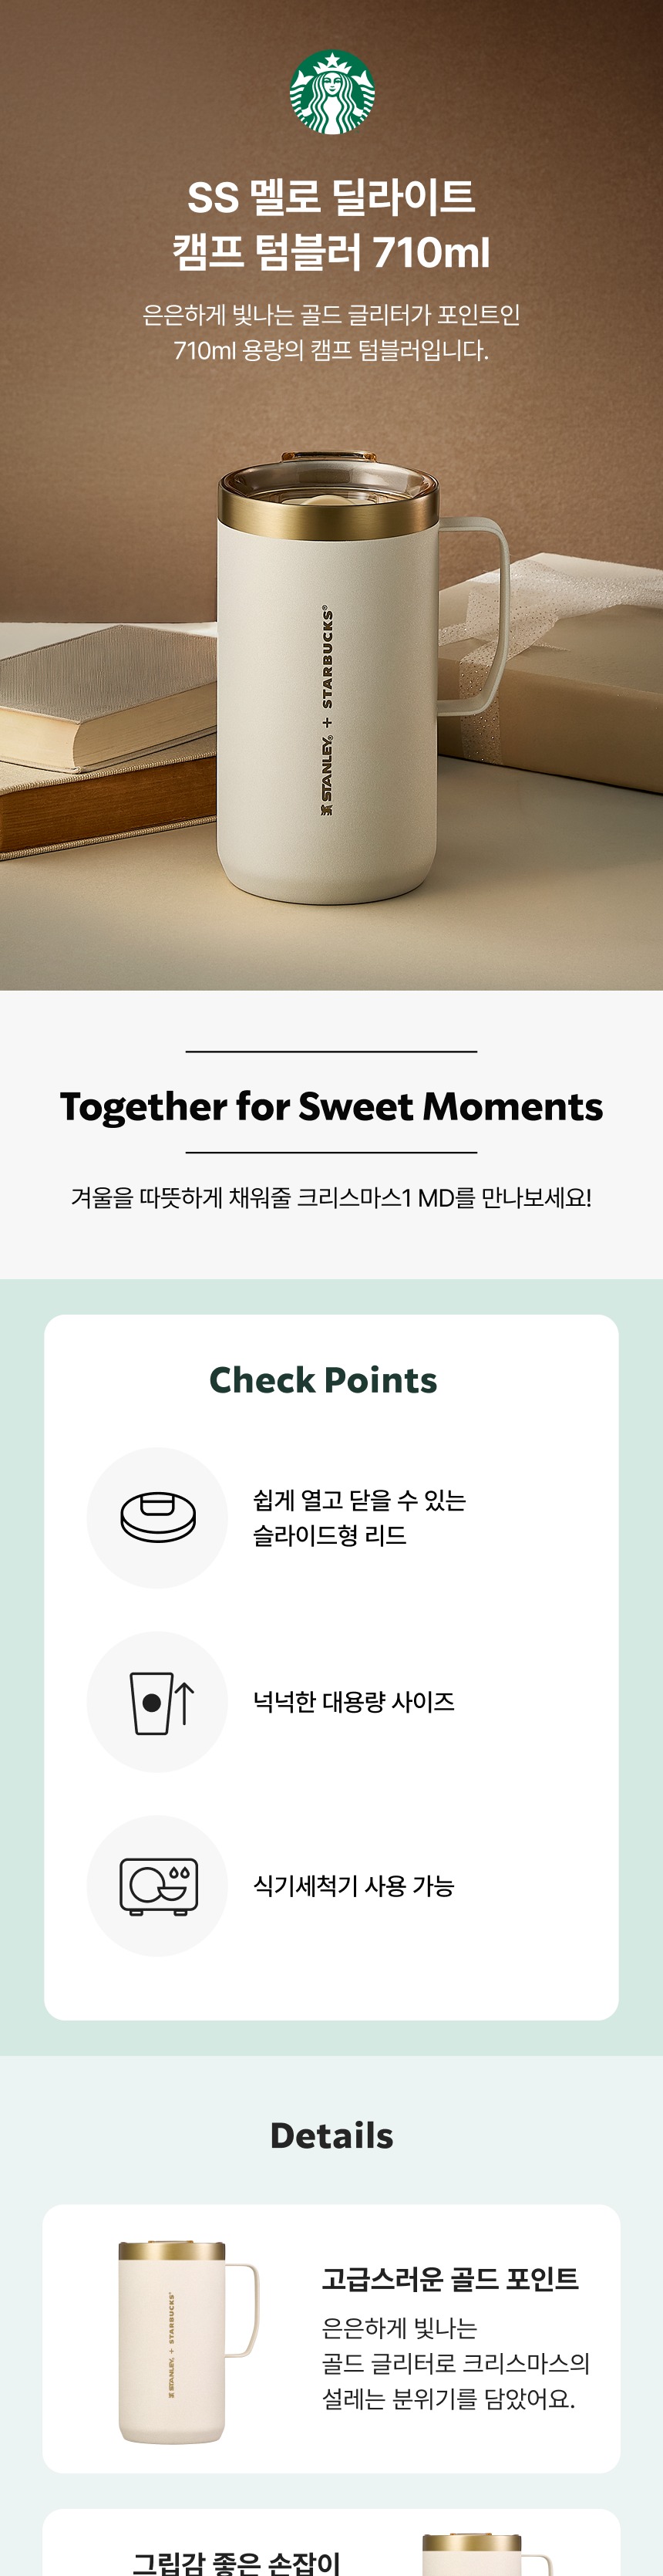 SS 멜로 딜라이트
캠프 텀블러 710ml
은은하게 빛나는 골드 글리터가 포인트인
710ml 용량의 캠프 텀블러입니다.
STANLEY® + STARBUCKS®
Together for Sweet Moments
겨울을 따뜻하게 채워줄 크리스마스1 MD를 만나보세요!
Check Points
쉽게 열고 닫을 수 있는
슬라이드형 리드
넉넉한 대용량 사이즈
식기세척기 사용 가능
Details
STANLEY + STARBUCKS
고급스러운 골드 포인트
은은하게 빛나는
골드 글리터로 크리스마스의
설레는 분위기를 담았어요.
그립감 좋은 손잡이